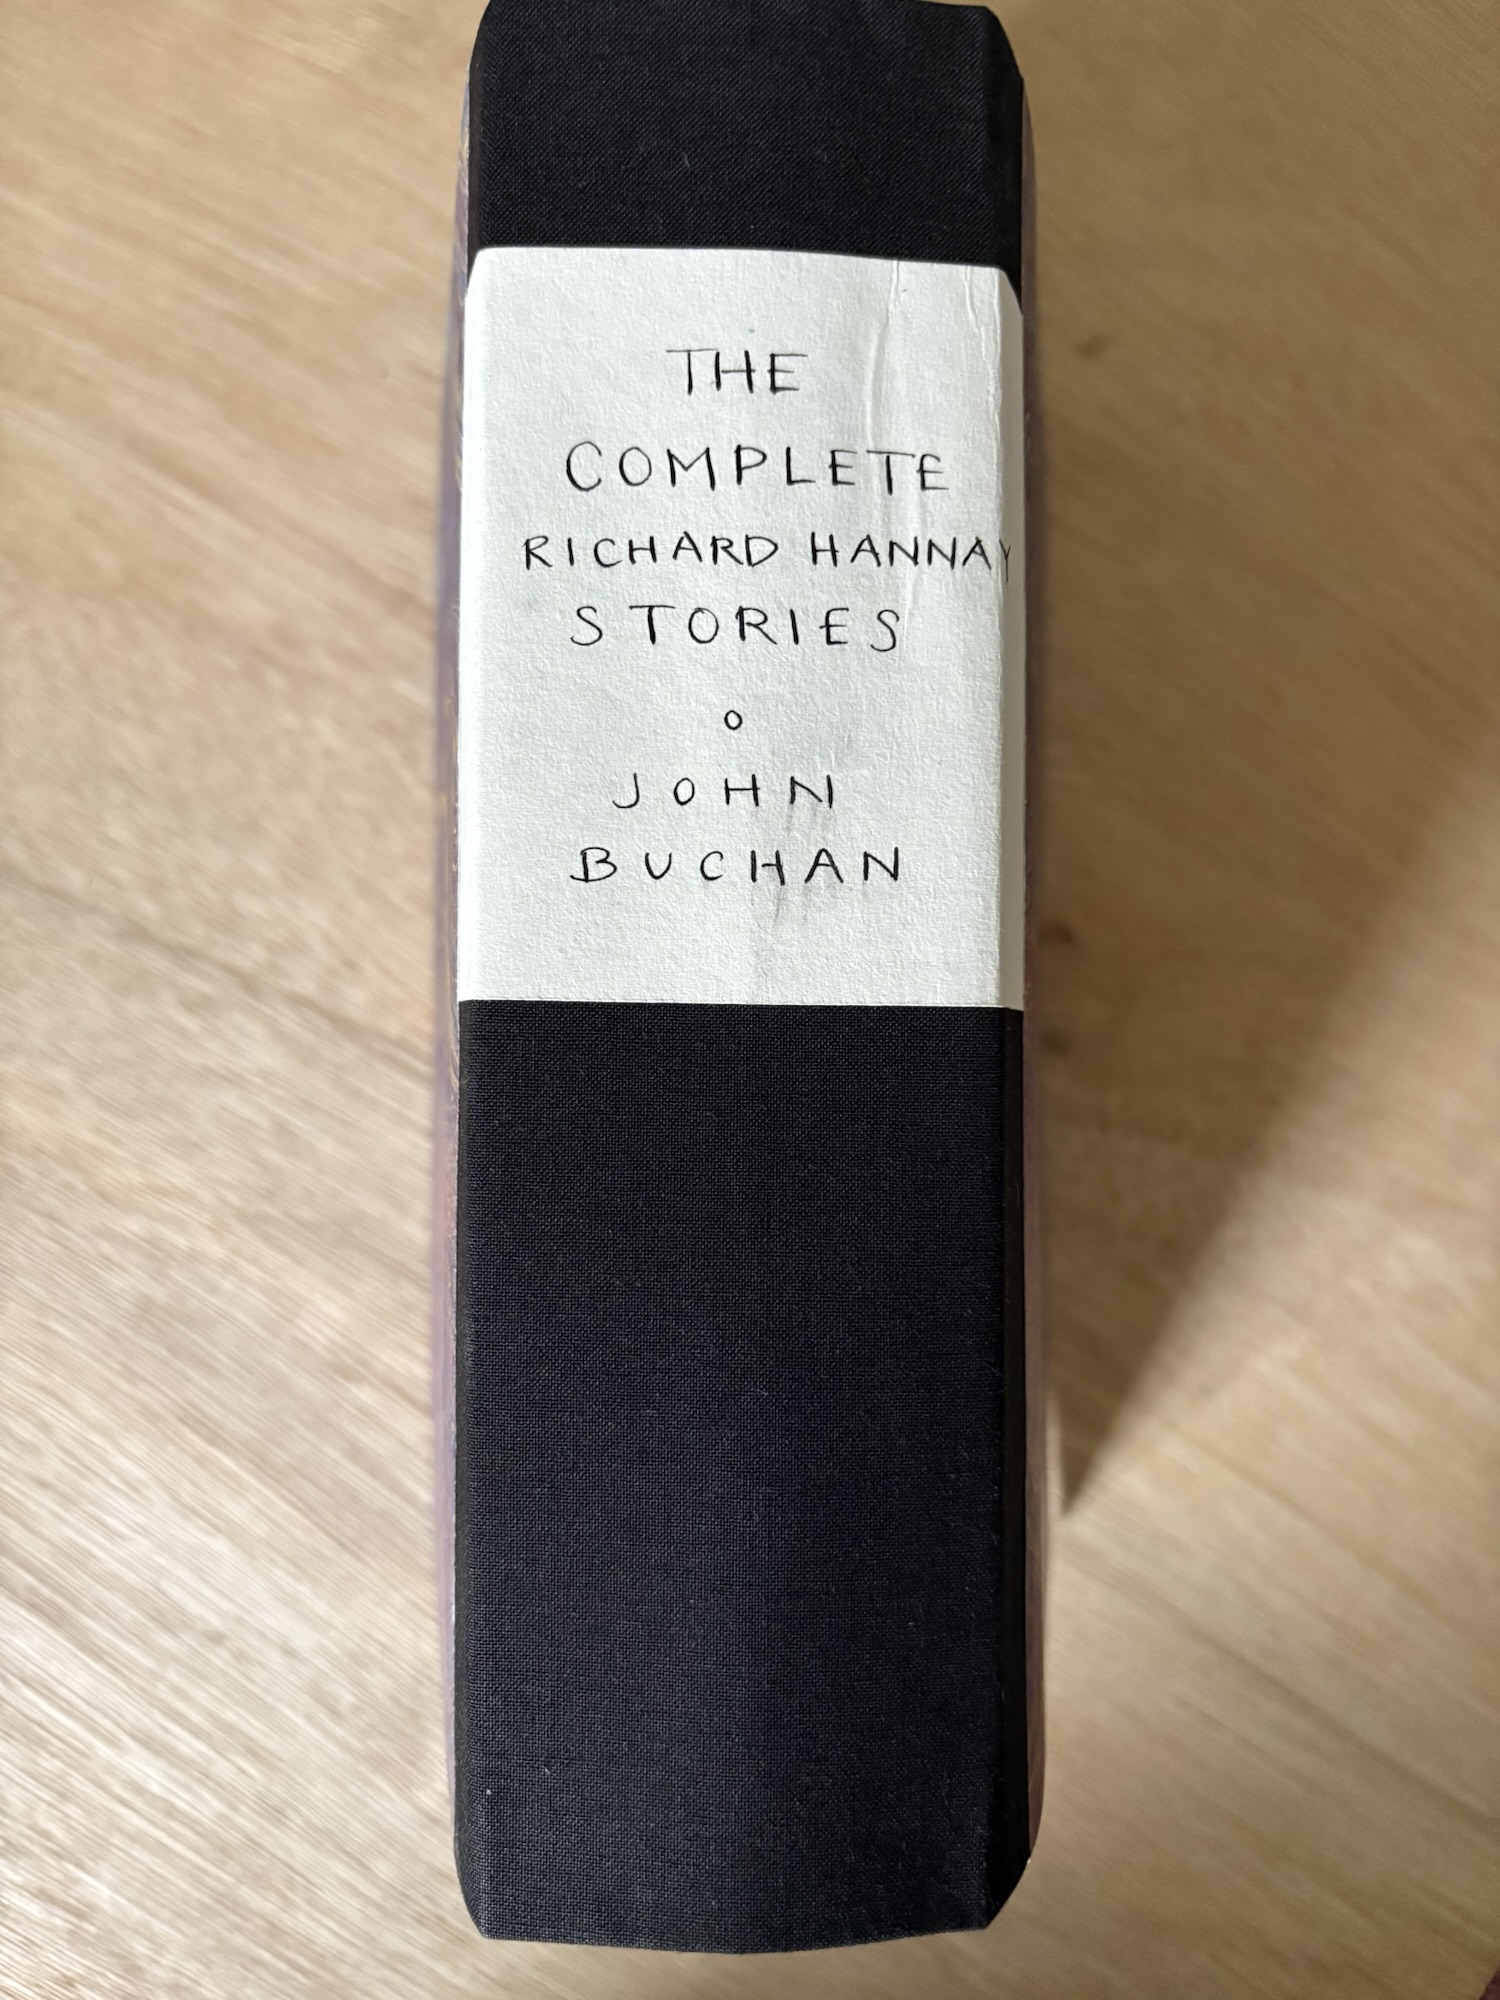 THE
COMPLETE
RICHARD HANNAY
STORIES
o
JOHN
BUCHAN